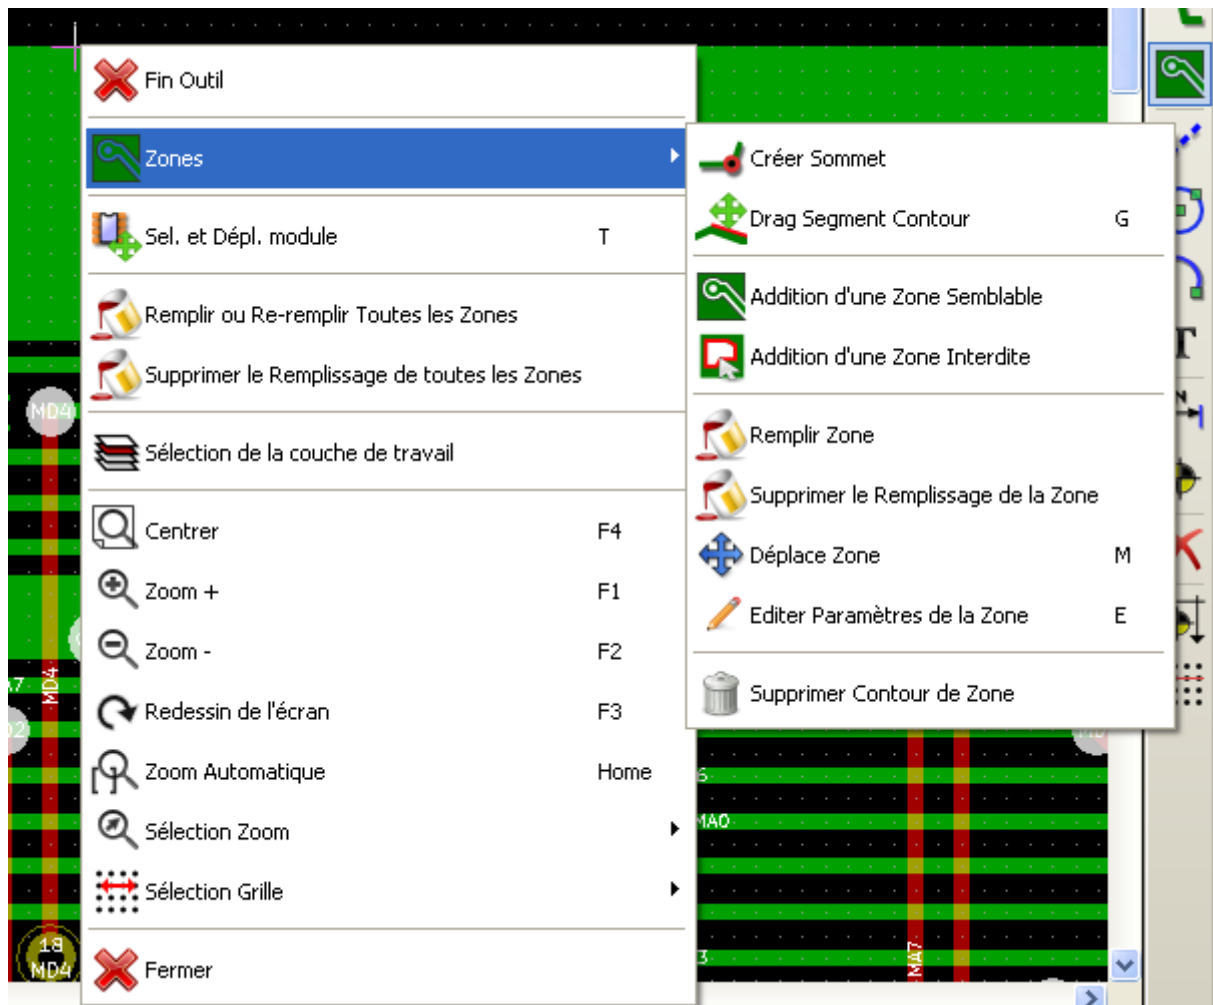 Fin Outil
Zones
Sel. et Dépl. module T
Remplir ou Re-remplir Toutes les Zones
Supprimer le Remplissage de toutes les Zones
Sélection de la couche de travail
Centrer F4
Zoom + F1
Zoom - F2
Redessin de l'écran F3
Zoom Automatique Home
Sélection Zoom
Sélection Grille
Fermer
Créer Sommet
Drag Segment Contour G
Addition d'une Zone Semblable
Addition d'une Zone Interdite
Remplir Zone
Supprimer le Remplissage de la Zone
Déplace Zone M
Editer Paramètres de la Zone E
Supprimer Contour de Zone
MD4
MD4
18
MD4
MA0
MA7
T
N